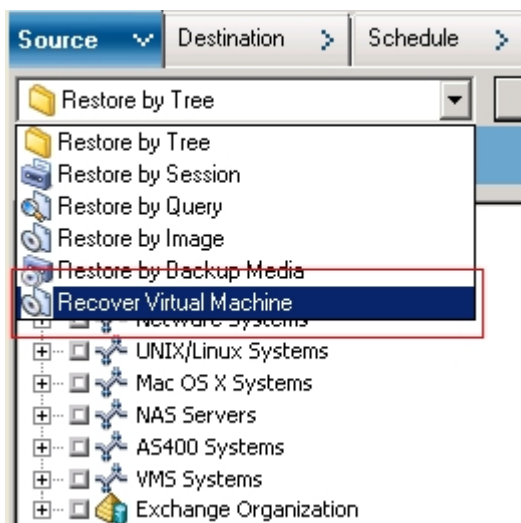 Source Destination Schedule
Restore by Tree
Restore by Tree
Restore by Session
Restore by Query
Restore by Image
Restore by Backup Media
Recover Virtual Machine
Netware Systems
UNIX/Linux Systems
Mac OS X Systems
NAS Servers
AS400 Systems
VMS Systems
Exchange Organization